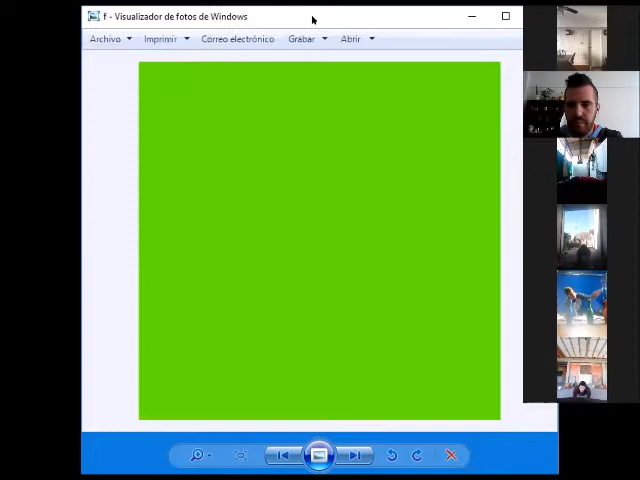 f - Visualizador de fotos de Windows
Archivo Imprimir Correo electrónico Grabar Abrir